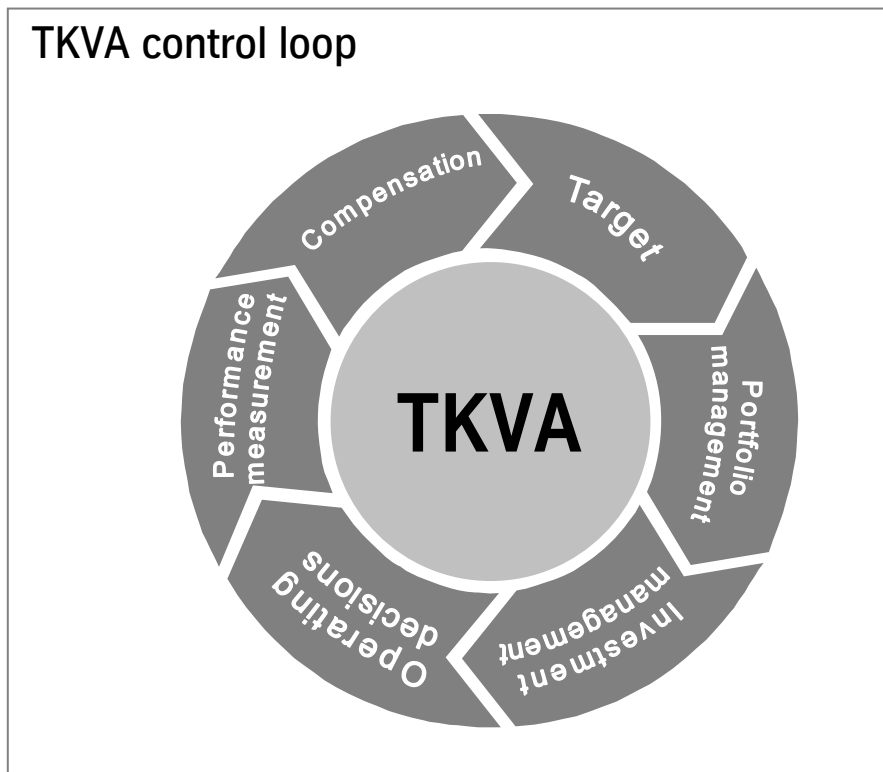 TKVA control loop
Target
Portfolio
management
Investment
management
Operating
decisions
Performance
measurement
Compensation
TKVA